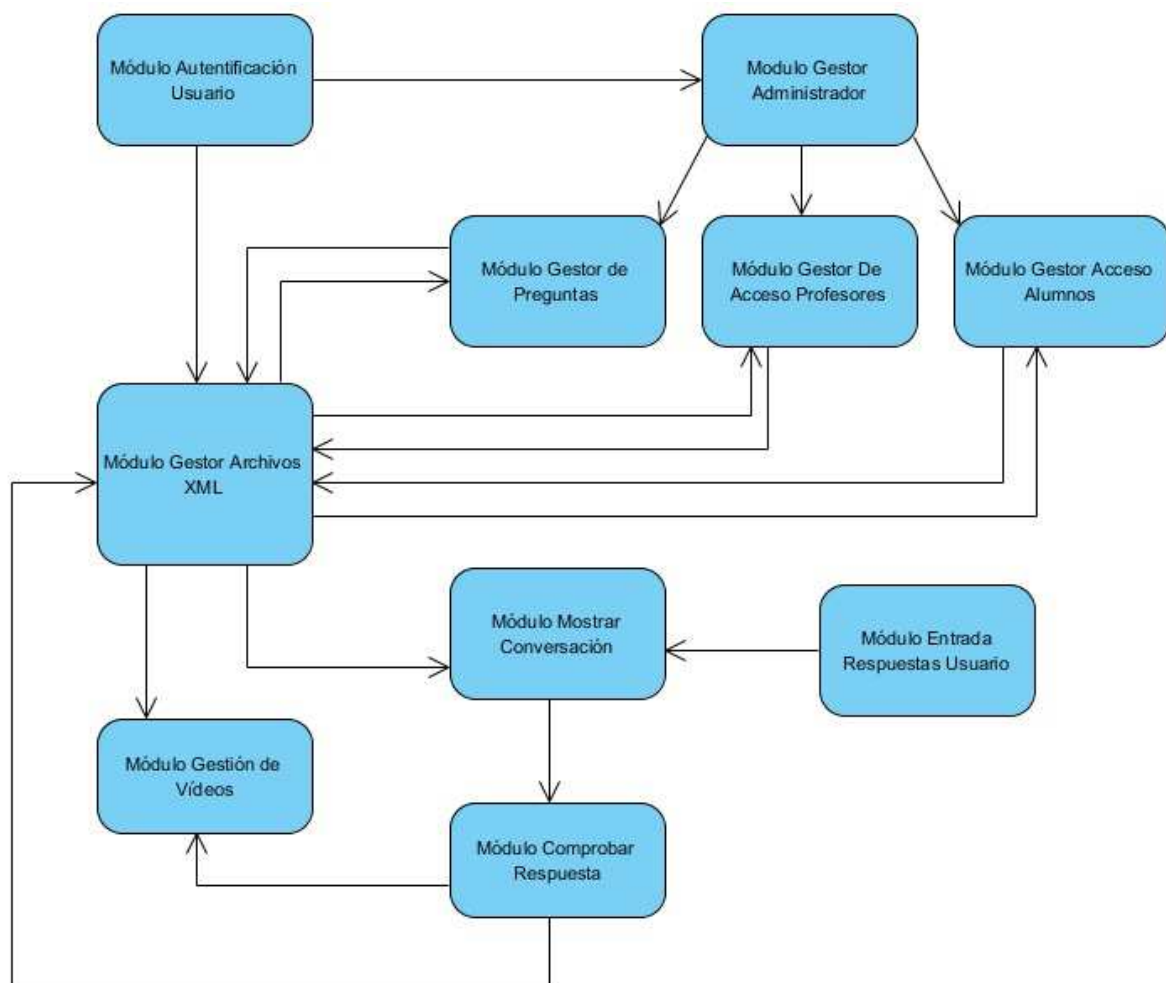 Módulo Autentificación
Usuario
Modulo Gestor
Administrador
Módulo Gestor de
Preguntas
Módulo Gestor De
Acceso Profesores
Módulo Gestor Acceso
Alumnos
Módulo Gestor Archivos
XML
Módulo Mostrar
Conversación
Módulo Entrada
Respuestas Usuario
Módulo Gestión de
Vídeos
Módulo Comprobar
Respuesta